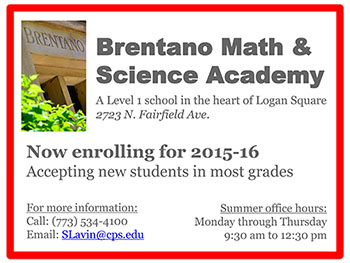 BRENTANO
Brentano Math &
Science Academy
A Level 1 school in the heart of Logan Square
2723 N. Fairfield Ave.
Now enrolling for 2015-16
Accepting new students in most grades
For more information:
Call: (773) 534-4100
Email: SLavin@cps.edu
Summer office hours:
Monday through Thursday
9:30 am to 12:30 pm